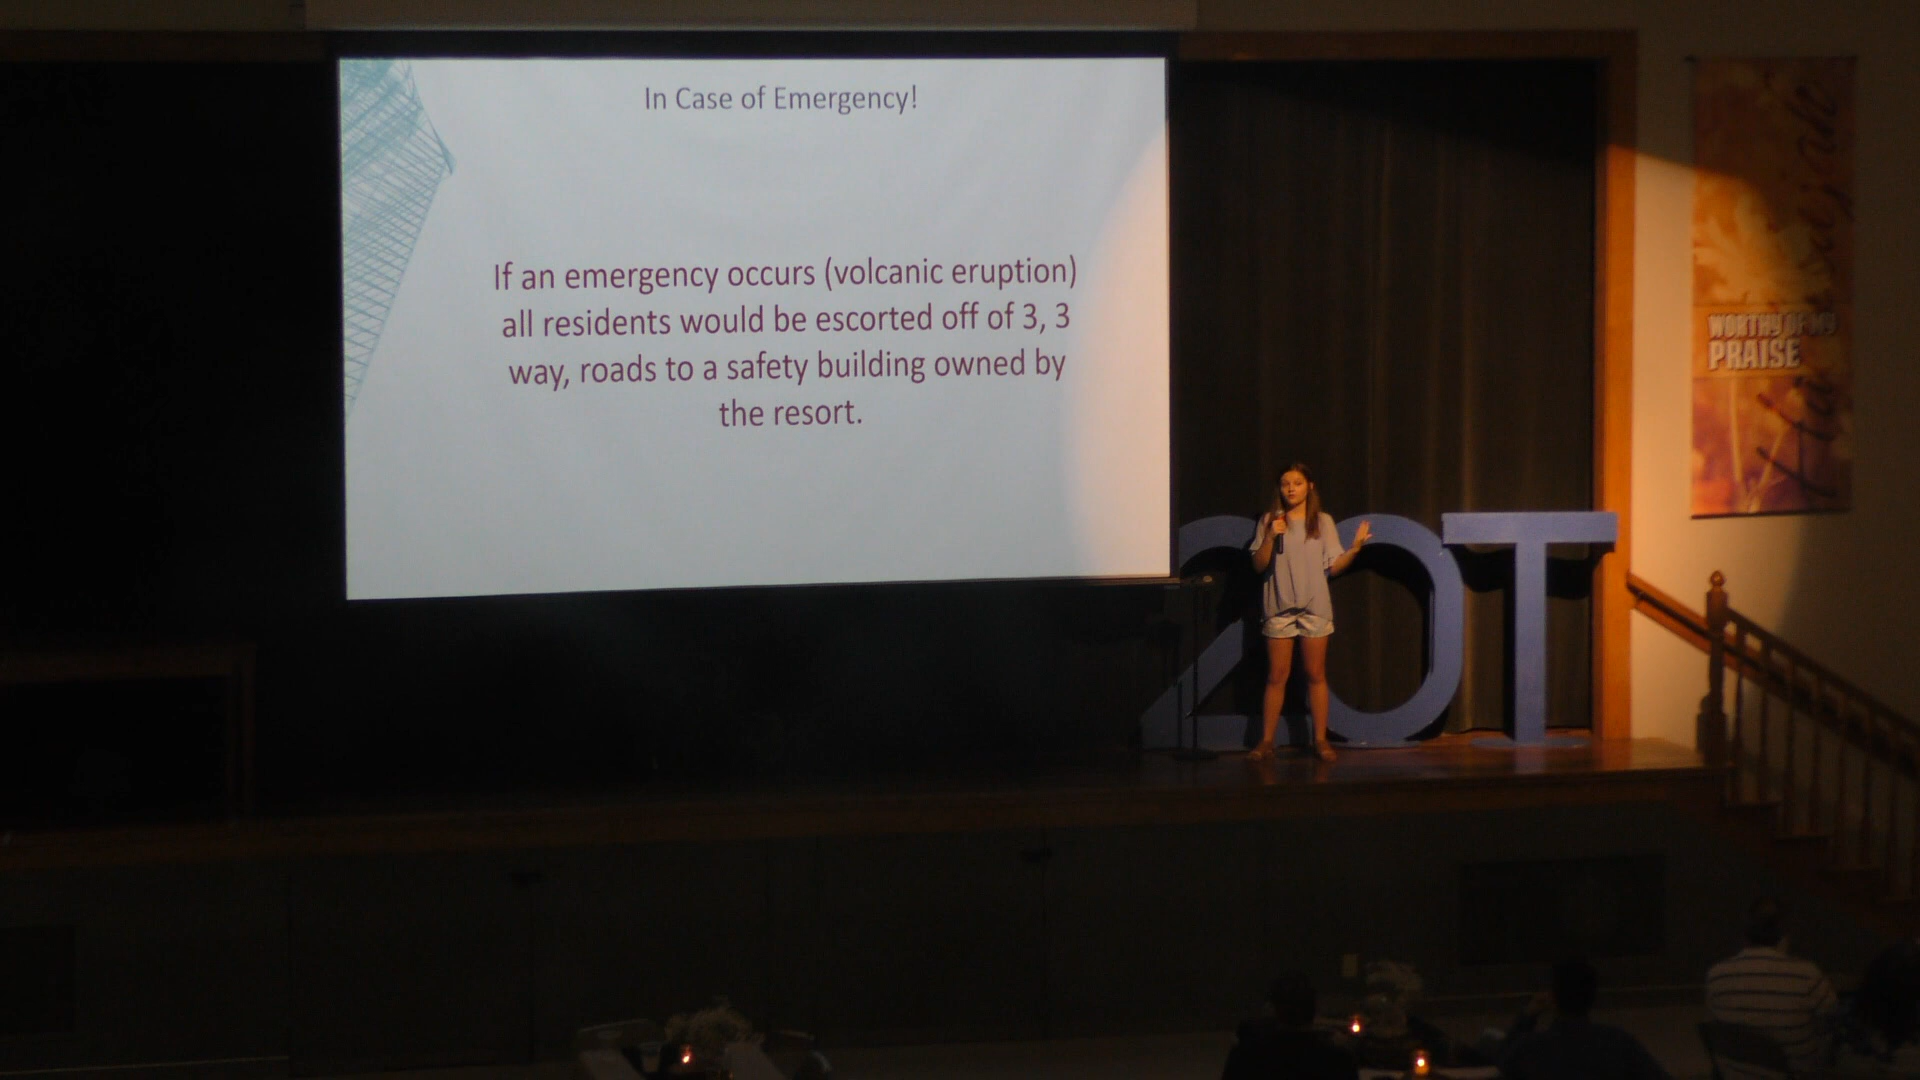 In Case of Emergency!
If an emergency occurs (volcanic eruption)
all residents would be escorted off of 3, 3
way, roads to a safety building owned by
the resort.
WORTHY OF MY
PRAISE
20T